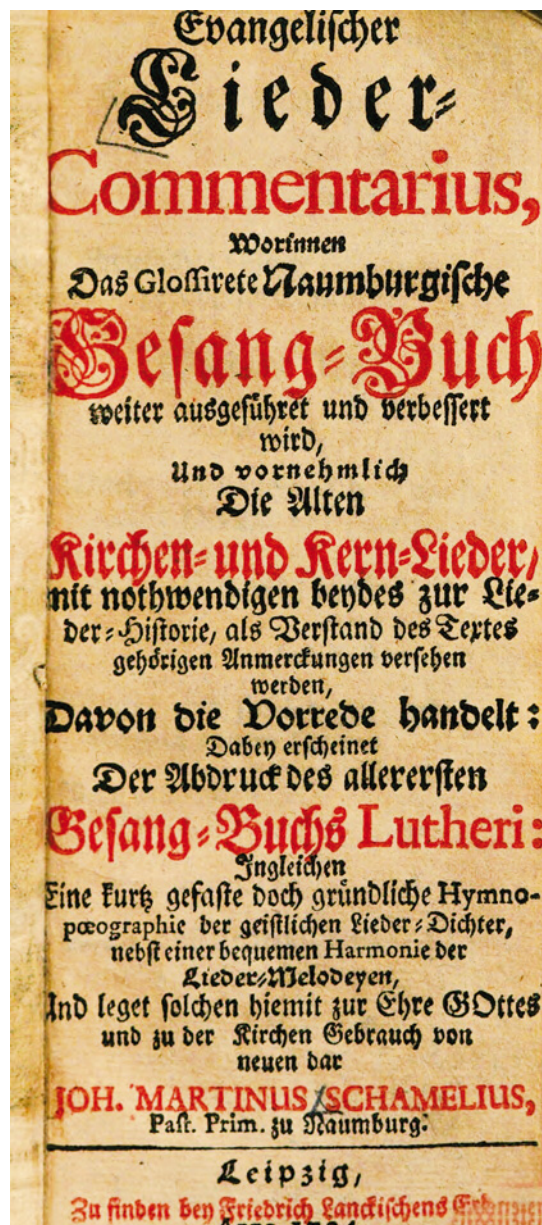 Evangelischer
Lieder-
Commentarius,
Worinnen
Das Glossirete Naumburgische
Gesang-Buch
weiter ausgeführet und verbessert
wird,
Und vornehmlich
Die Alten
Kirchen- und Kern-Lieder/
mit nothwendigen beydes zur Lie-
der-Historie, als Verstand des Textes
gehörigen Anmerckungen versehen
werden,
Davon die Vorrede handelt:
Dabey erscheinet
Der Abdruck des allerersten
Gesang-Buchs Lutheri:
Ingleichen
Eine kurtz gefaste doch gründliche Hymno-
pœographie der geistlichen Lieder-Dichter,
nebst einer bequemen Harmonie der
Lieder-Melodeyen,
Und leget solchen hiemit zur Ehre GOttes
und zu der Kirchen Gebrauch von
neuen dar
JOH. MARTINUS SCHAMELIUS,
Past. Prim. zu Naumburg.
Leipzig,
Zu finden bey Friedrich Lanckischens